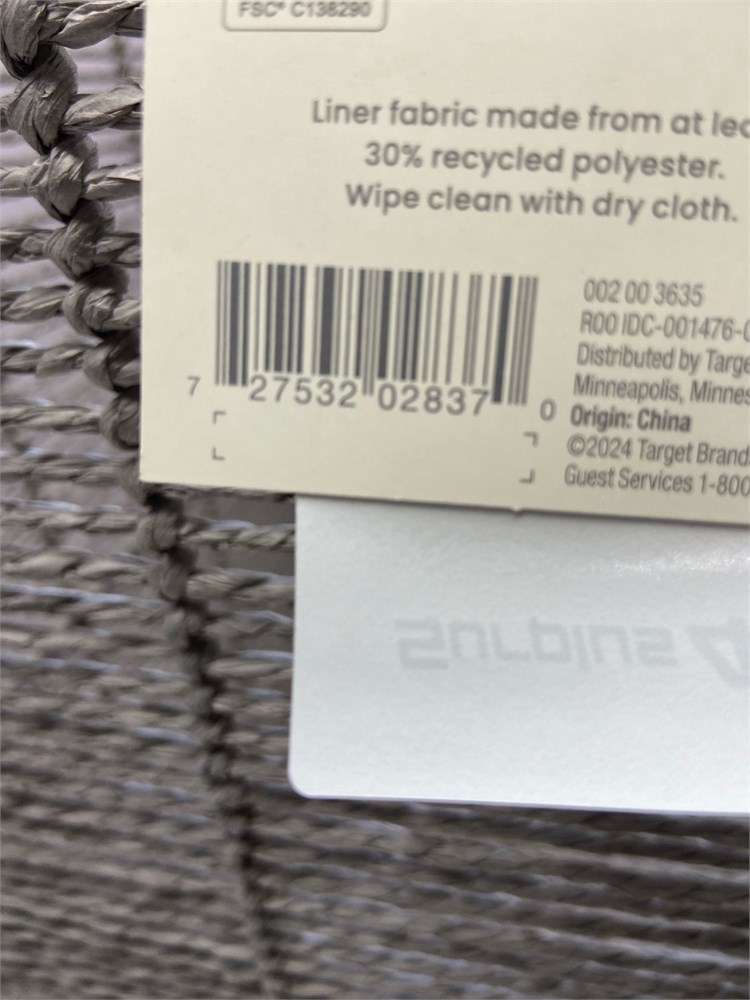 FSC® C138290
Liner fabric made from at
30% recycled polyester.
Wipe clean with dry cloth.
7 27532 02837 0
002 00 3635
R00 IDC-001476-
Distributed by
Minneapolis,
Origin: China
©2024 Target
Guest Services 1-800